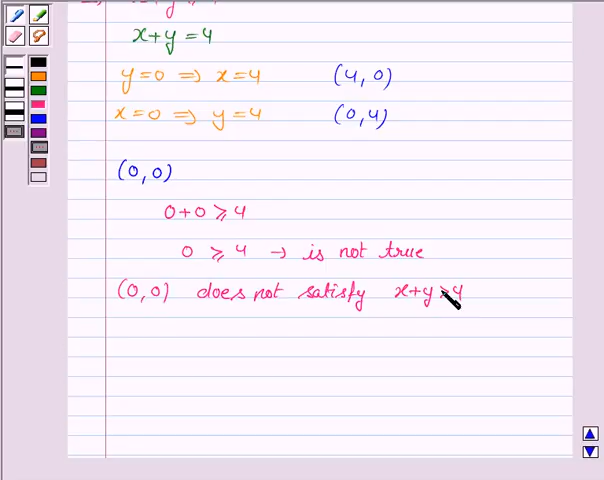 x+y=4
y=0 ⇒ x=4 (4,0)
x=0 ⇒ y=4 (0,4)
(0,0)
0+0 ⩾ 4
0 ⩾ 4 → is not true
(0,0) does not satisfy x+y⩾4